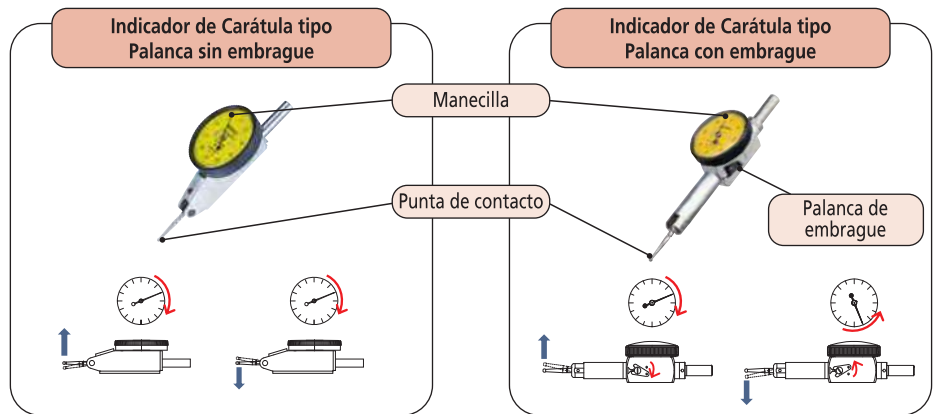 Indicador de Carátula tipo
Palanca sin embrague
Indicador de Carátula tipo
Palanca con embrague
Manecilla
Punta de contacto
Palanca de
embrague